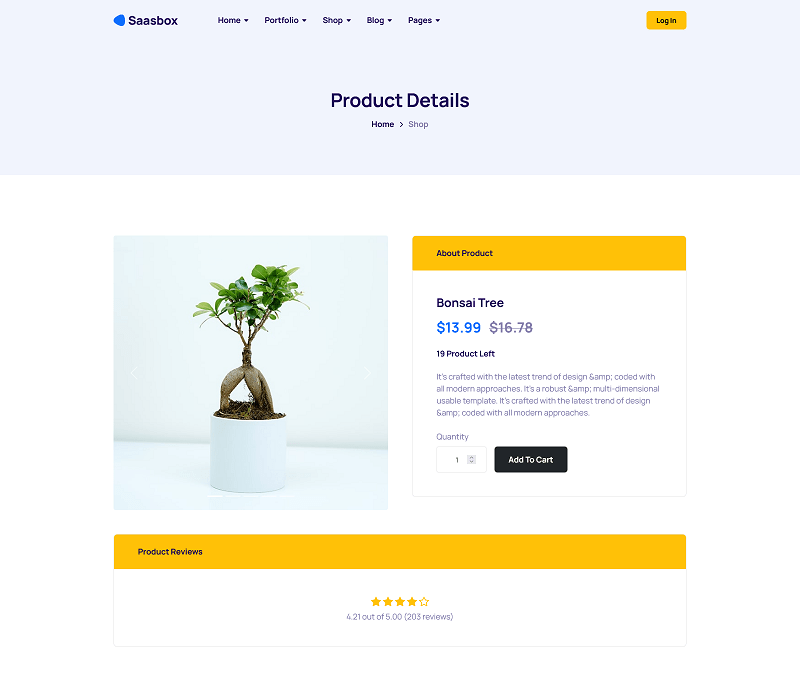 Saasbox
Home
Portfolio
Shop
Blog
Pages
Log In
Product Details
Home > Shop
About Product
Bonsai Tree
$13.99 $16.78
19 Product Left
It's crafted with the latest trend of design &amp; coded with
all modern approaches. It's a robust &amp; multi-dimensional
usable template. It's crafted with the latest trend of design
&amp; coded with all modern approaches.
Quantity
1
Add To Cart
Product Reviews
4.21 out of 5.00 (203 reviews)